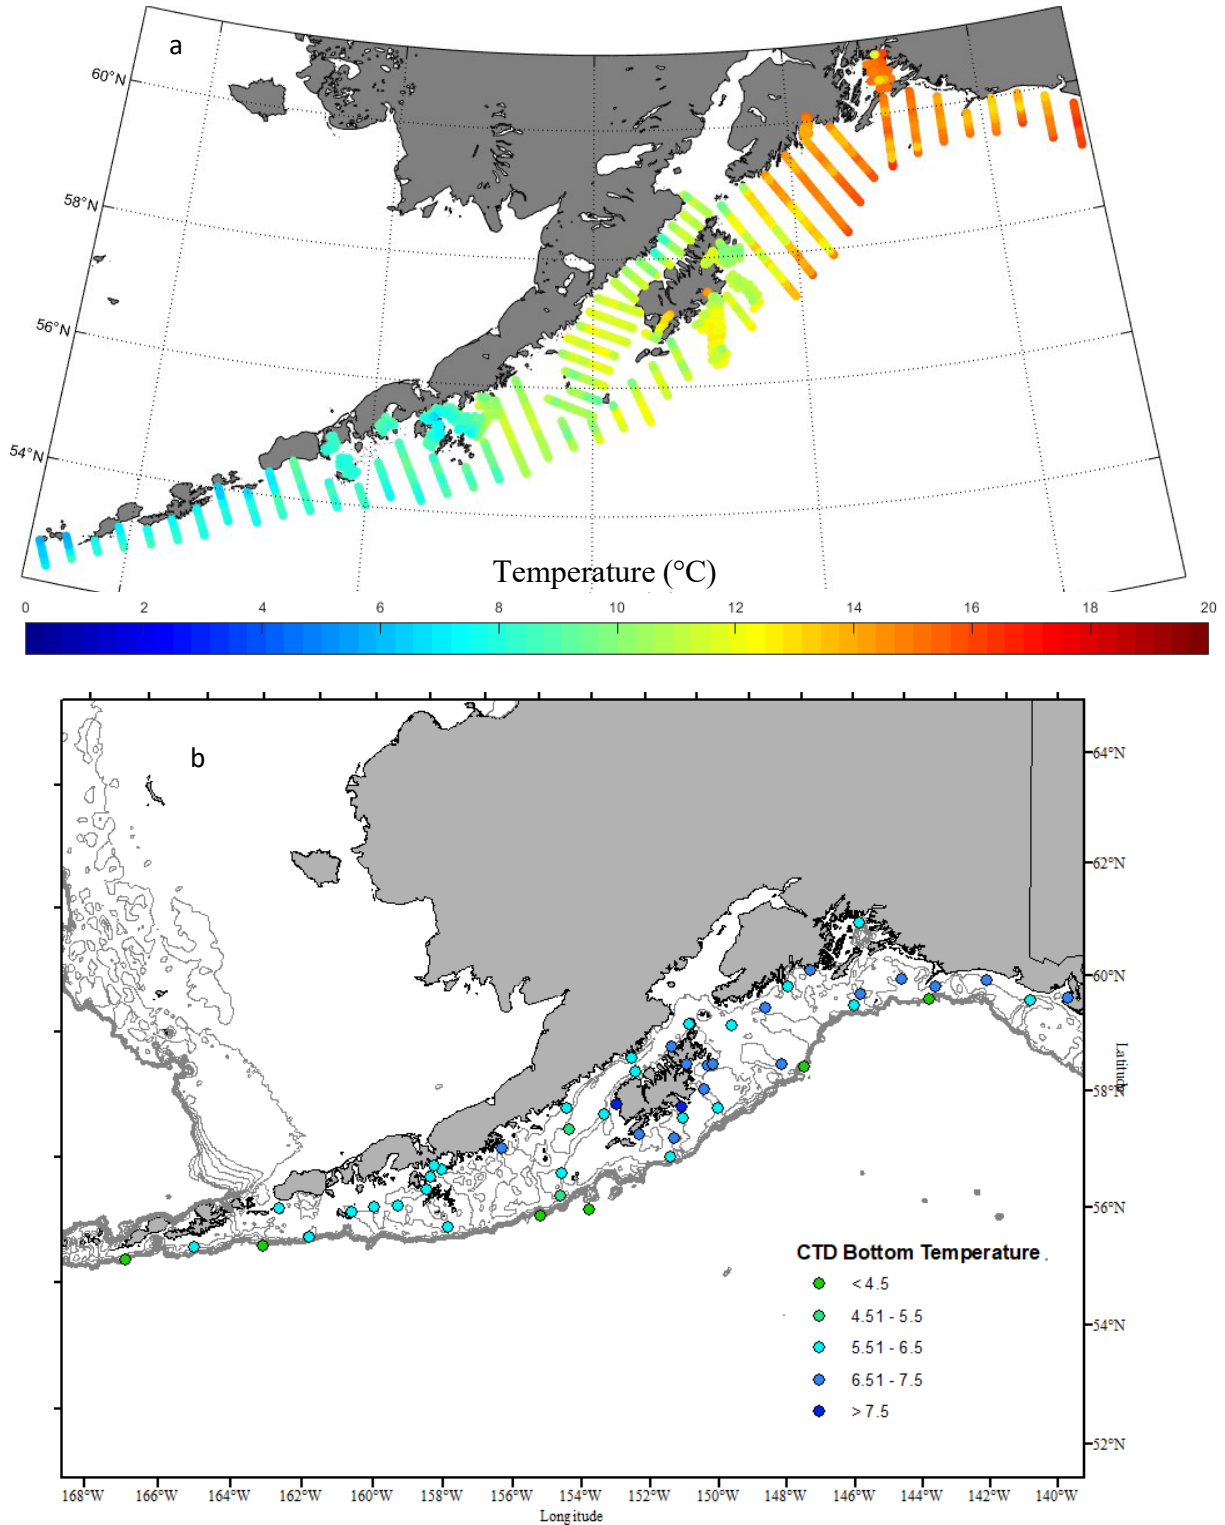 a
60°N
58°N
56°N
54°N
Temperature (°C)
0 2 4 6 8 10 12 14 16 18 20
b
64°N
62°N
60°N
58°N
56°N
54°N
52°N
Latitude
CTD Bottom Temperature .
< 4.5
4.51 - 5.5
5.51 - 6.5
6.51 - 7.5
> 7.5
168°W 166°W 164°W 162°W 160°W 158°W 156°W 154°W 152°W 150°W 148°W 146°W 144°W 142°W 140°W
Longitude